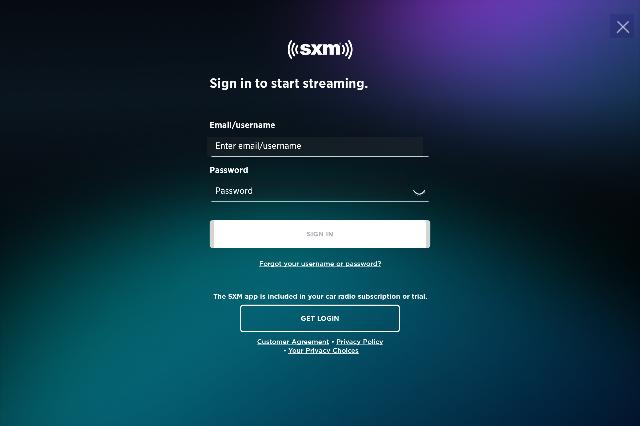 sxm
Sign in to start streaming.
Email/username
Enter email/username
Password
Password
SIGN IN
Forgot your username or password?
The SXM app is included in your car radio subscription or trial.
GET LOGIN
Customer Agreement • Privacy Policy
• Your Privacy Choices